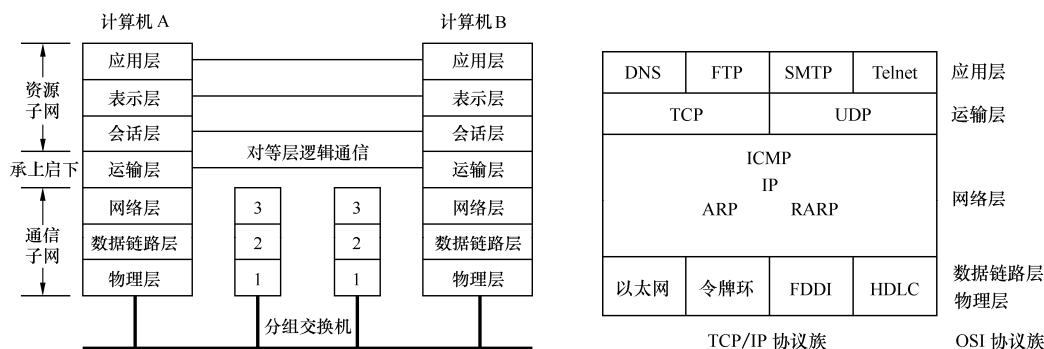 计算机 A
计算机 B
应用层
应用层
表示层
表示层
会话层
会话层
运输层
运输层
网络层
网络层
数据链路层
数据链路层
物理层
物理层
资源
子网
承上启下
通信
子网
对等层逻辑通信
3
3
2
2
1
1
分组交换机
DNS
FTP
SMTP
Telnet
应用层
TCP
UDP
运输层
ICMP
IP
ARP
RARP
网络层
以太网
令牌环
FDDI
HDLC
数据链路层
物理层
TCP/IP 协议族
OSI 协议族